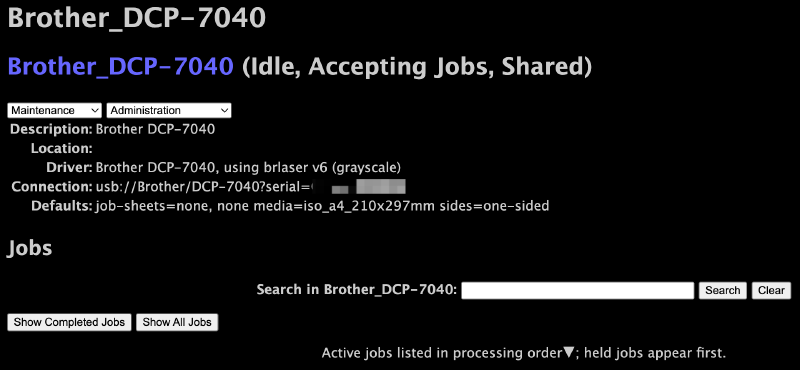 Brother_DCP-7040
Brother_DCP-7040 (Idle, Accepting Jobs, Shared)
Maintenance Administration
Description: Brother DCP-7040
Location:
Driver: Brother DCP-7040, using brlaser v6 (grayscale)
Connection: usb://Brother/DCP-7040?serial=
Defaults: job-sheets=none, none media=iso_a4_210x297mm sides=one-sided
Jobs
Search in Brother_DCP-7040: Search Clear
Show Completed Jobs Show All Jobs
Active jobs listed in processing order▼; held jobs appear first.